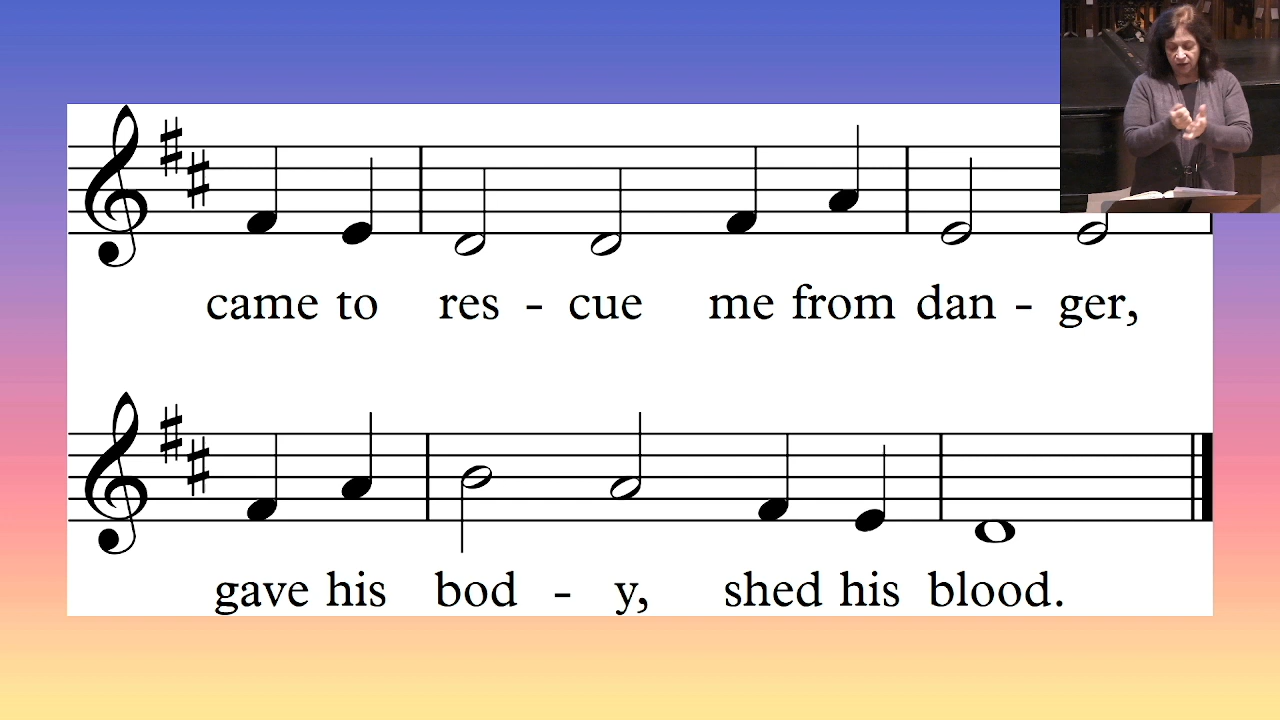 came to res - cue me from dan - ger,
gave his bod - y, shed his blood.